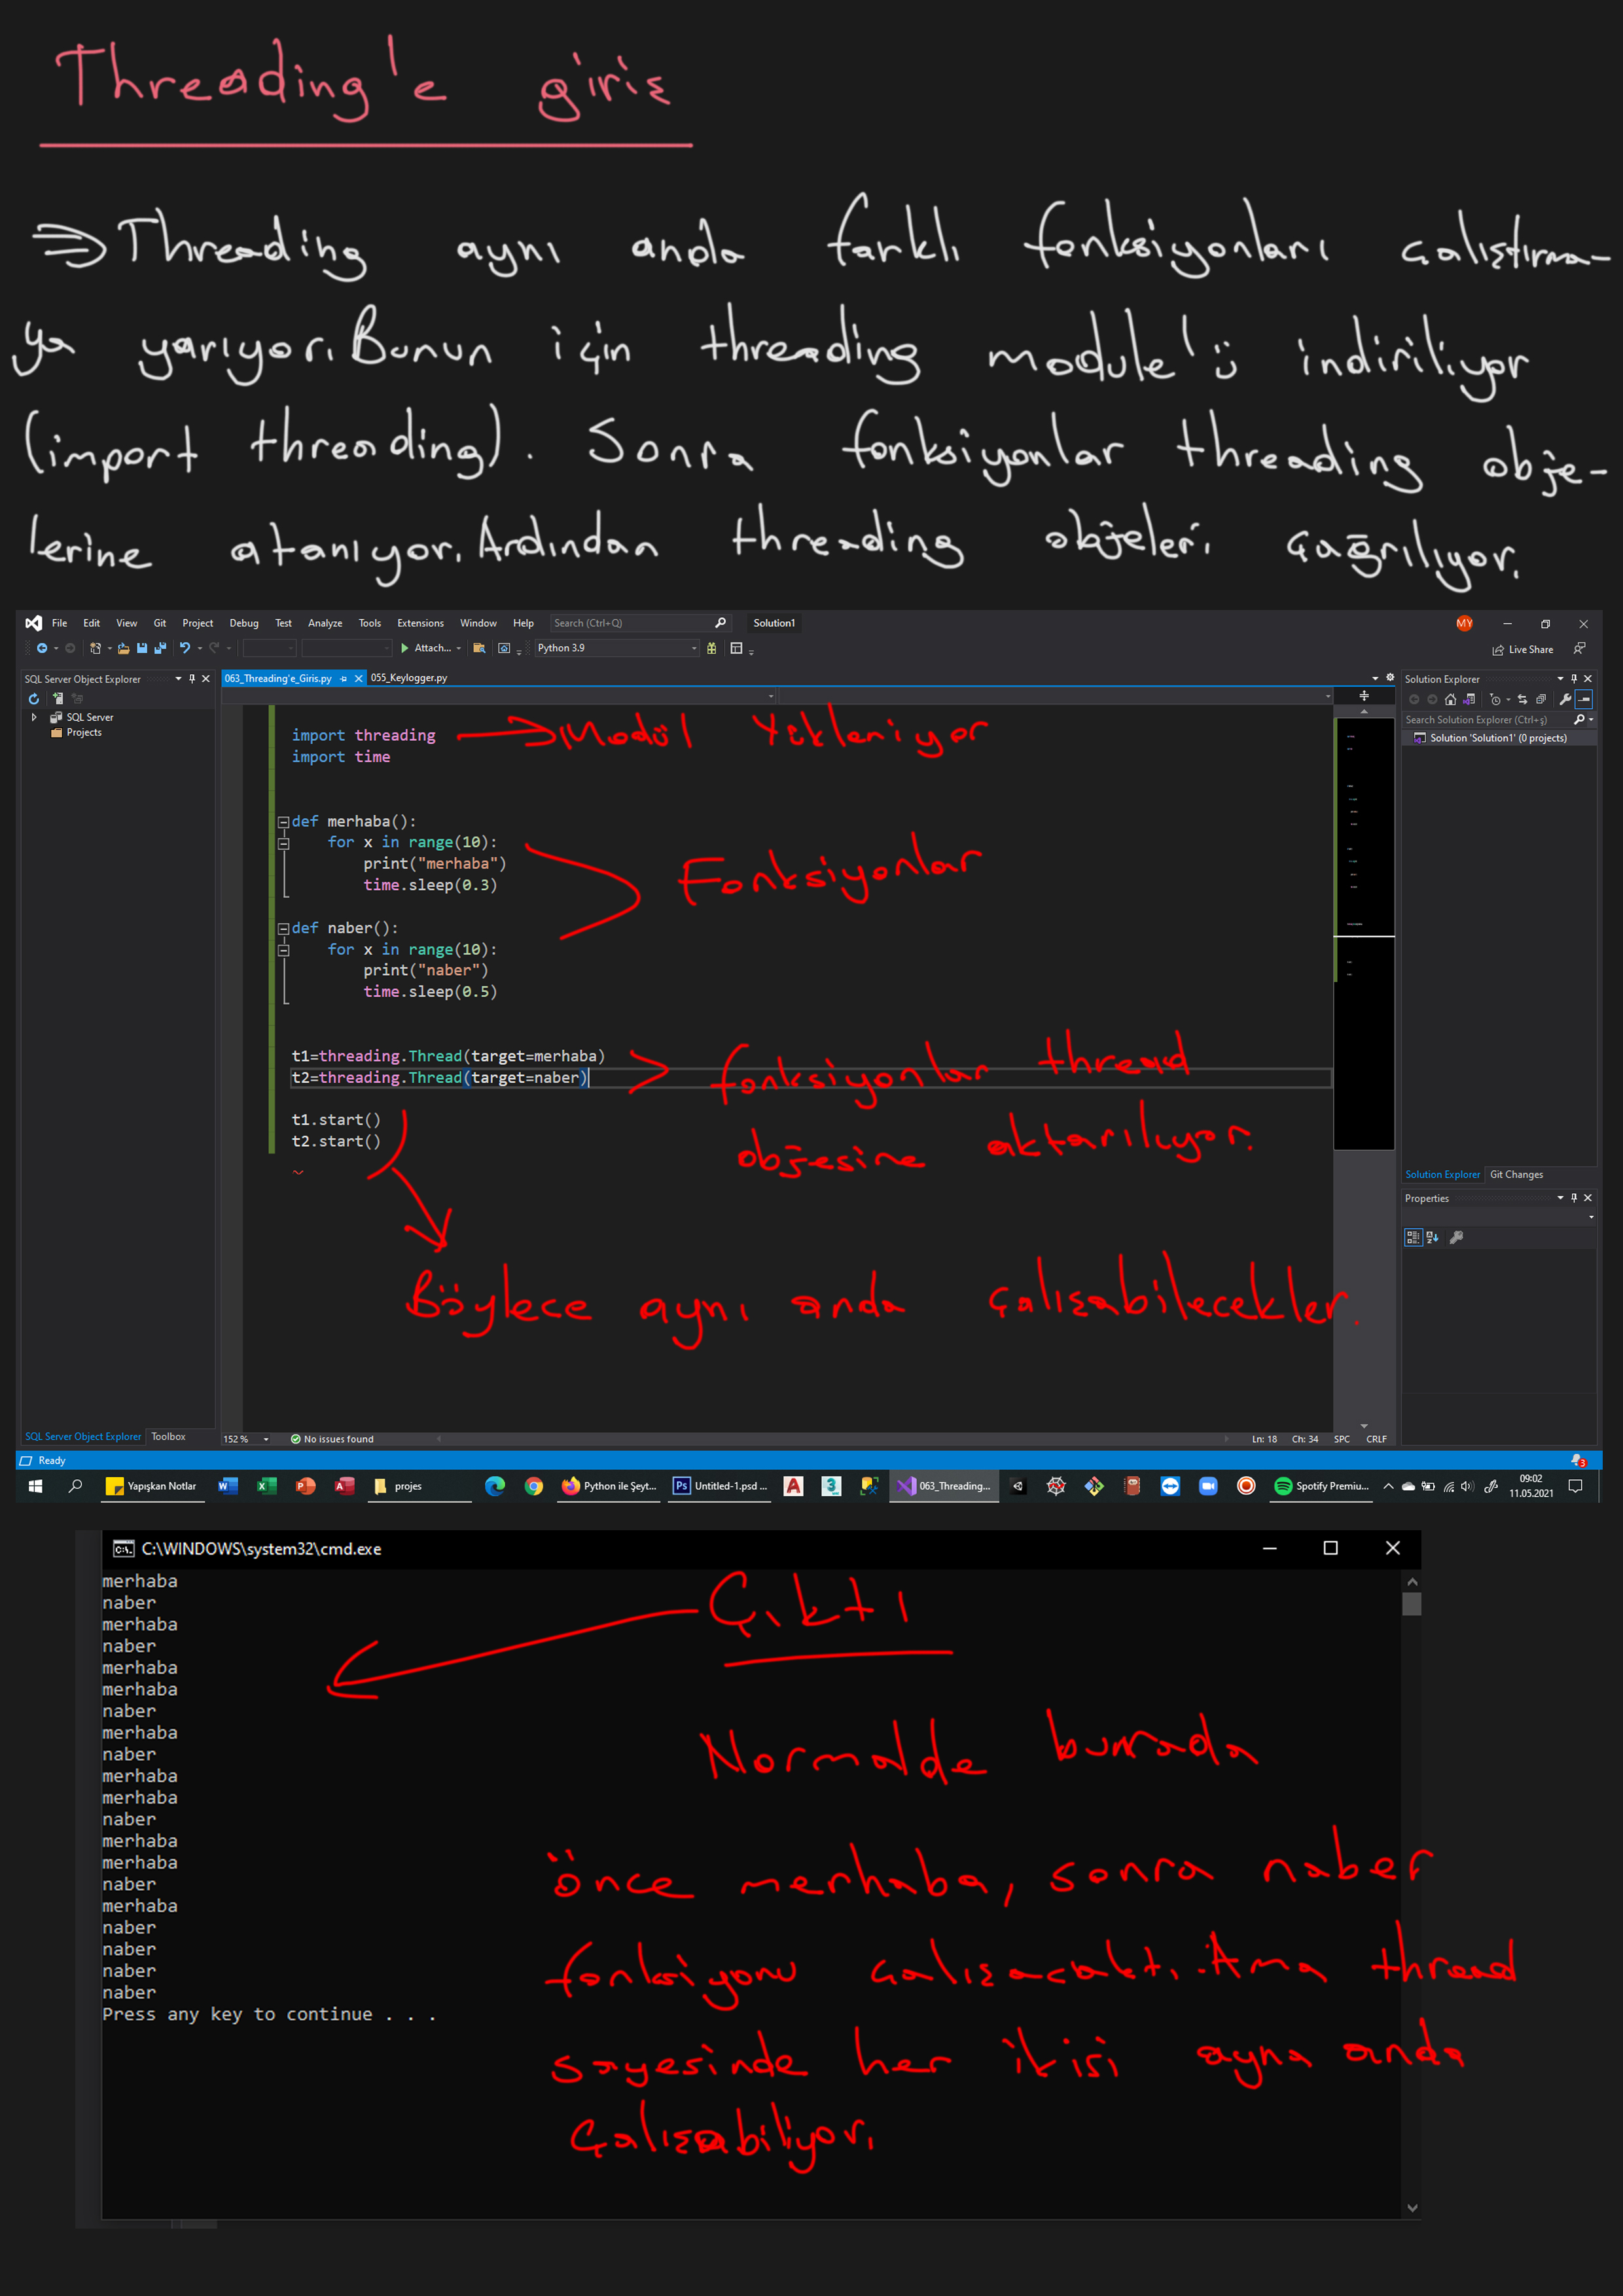 Threading'e giriş
⇒ Threading aynı anda farklı fonksiyonları çalıştırma-
ya yarıyor. Bunun için threading module'ü indiriliyor
(import threading). Sonra fonksiyonlar threading obje-
lerine atanıyor. Ardından threading objeleri çağrılıyor.
File Edit View Git Project Debug Test Analyze Tools Extensions Window Help Search (Ctrl+Q) Solution1 MY
Attach... Python 3.9 Live Share
SQL Server Object Explorer 063_Threading'e_Giris.py 055_Keylogger.py Solution Explorer
SQL Server
Projects
Search Solution Explorer (Ctrl+ş)
Solution 'Solution1' (0 projects)
import threading → Modül Yükleniyor
import time
def merhaba():
for x in range(10):
print("merhaba")
time.sleep(0.3)
Fonksiyonlar
def naber():
for x in range(10):
print("naber")
time.sleep(0.5)
t1=threading.Thread(target=merhaba)
t2=threading.Thread(target=naber)
fonksiyonlar thread
objesine aktarılıyor.
t1.start()
t2.start()
Böylece aynı anda çalışabilecekler.
Solution Explorer Git Changes
Properties
SQL Server Object Explorer Toolbox
152 % No issues found Ln: 18 Ch: 34 SPC CRLF
Ready 3
Yapışkan Notlar projes Python ile Şeyt... Untitled-1.psd ... 063_Threading... Spotify Premiu... 09:02
11.05.2021
C:\WINDOWS\system32\cmd.exe
merhaba
naber
merhaba
naber
merhaba
merhaba
naber
merhaba
naber
merhaba
merhaba
naber
merhaba
merhaba
naber
merhaba
naber
naber
naber
naber
Press any key to continue . . .
Çıktı
Normalde burada
önce merhaba, sonra naber
fonksiyonu çalışacaktı. Ama thread
sayesinde her ikisi aynı anda
çalışabiliyor.